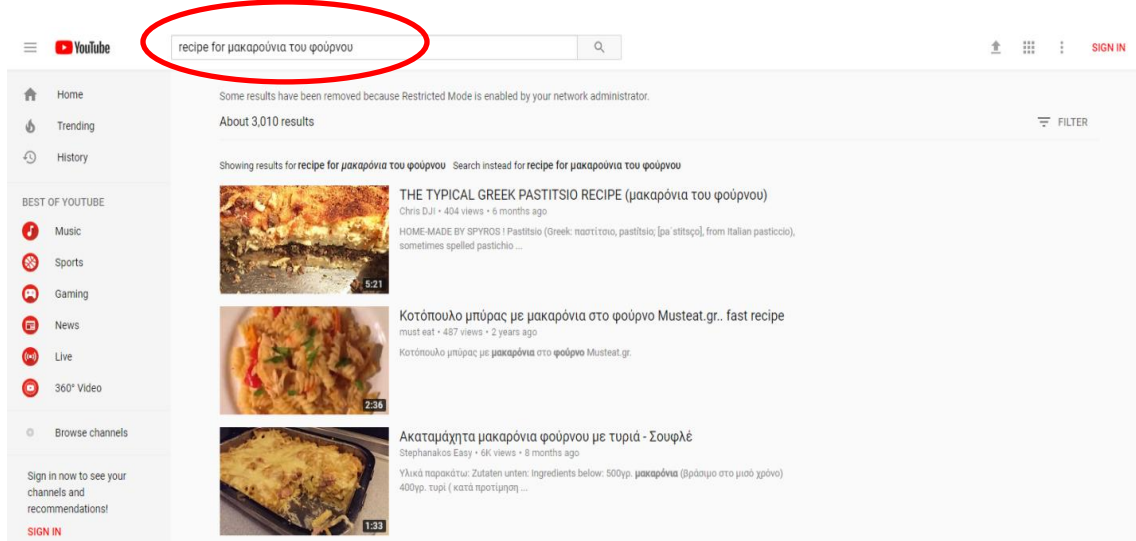 YouTube
recipe for μακαρούνια του φούρνου
SIGN IN
Home
Trending
History
BEST OF YOUTUBE
Music
Sports
Gaming
News
Live
360° Video
Browse channels
Sign in now to see your
channels and
recommendations!
SIGN IN
Some results have been removed because Restricted Mode is enabled by your network administrator.
About 3,010 results
FILTER
Showing results for recipe for μακαρόνια του φούρνου Search instead for recipe for μακαρούνια του φούρνου
5:21
THE TYPICAL GREEK PASTITSIO RECIPE (μακαρόνια του φούρνου)
Chris DJI • 404 views • 6 months ago
HOME-MADE BY SPYROS ! Pastitsio (Greek: παστίτσιο, pastítsio; [paˈstitsço], from Italian pasticcio),
sometimes spelled pastichio ...
2:36
Κοτόπουλο μπύρας με μακαρόνια στο φούρνο Musteat.gr.. fast recipe
must eat • 487 views • 2 years ago
Κοτόπουλο μπύρας με μακαρόνια στο φούρνο Musteat.gr.
1:33
Ακαταμάχητα μακαρόνια φούρνου με τυριά - Σουφλέ
Stephanakos Easy • 6K views • 8 months ago
Υλικά παρακάτω: Zutaten unten: Ingredients below: 500γρ. μακαρόνια (βράσιμο στο μισό χρόνο)
400γρ. τυρί ( κατά προτίμηση ...